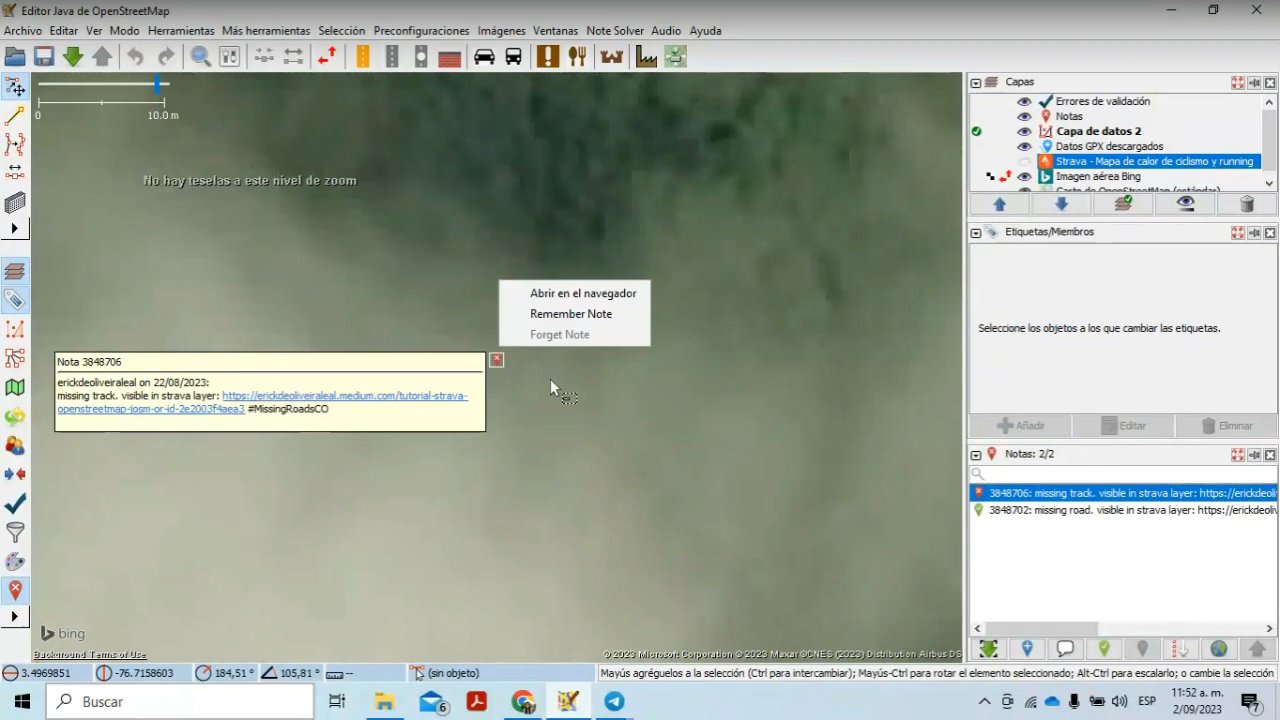 Editor Java de OpenStreetMap
Archivo Editar Ver Modo Herramientas Más herramientas Selección Preconfiguraciones Imágenes Ventanas Note Solver Audio Ayuda
0 10.0 m
No hay teselas a este nivel de zoom
Abrir en el navegador
Remember Note
Forget Note
Nota 3848706
erickdeoliveiraleal on 22/08/2023:
missing track. visible in strava layer: https://erickdeoliveiraleal.medium.com/tutorial-strava-
openstreetmap-josm-or-id-2e2003f4aea3 #MissingRoadsCO
bing
Background Terms of Use
© 2023 Microsoft Corporation © 2023 Maxar ©CNES (2023) Distribution Airbus DS
Capas
Errores de validación
Notas
Capa de datos 2
Datos GPX descargados
Strava - Mapa de calor de ciclismo y running
Imagen aérea Bing
Carto de OpenStreetMap (estándar)
Etiquetas/Miembros
Seleccione los objetos a los que cambiar las etiquetas.
Añadir Editar Eliminar
Notas: 2/2
3848706: missing track. visible in strava layer: https://erickdeol
3848702: missing road. visible in strava layer: https://erickdeoli
3.4969851 -76.7158603 184,51 ° 105,81 ° -- (sin objeto) Mayús agréguelos a la selección (Ctrl para intercambiar); Mayús-Ctrl para rotar el elemento seleccionado; Alt-Ctrl para escalarlo; o cambie la selección
Buscar
6
ESP
11:52 a. m.
2/09/2023
7